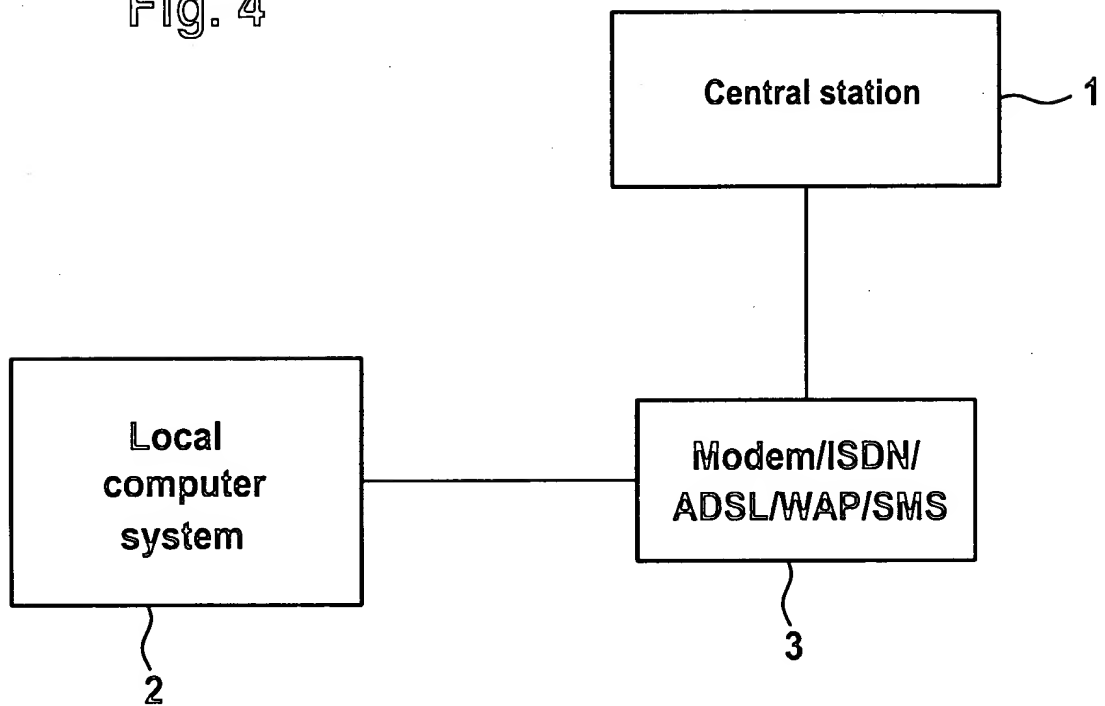 Fig. 4
Central station
1
Local
computer
system
Modem/ISDN/
ADSL/WAP/SMS
3
2